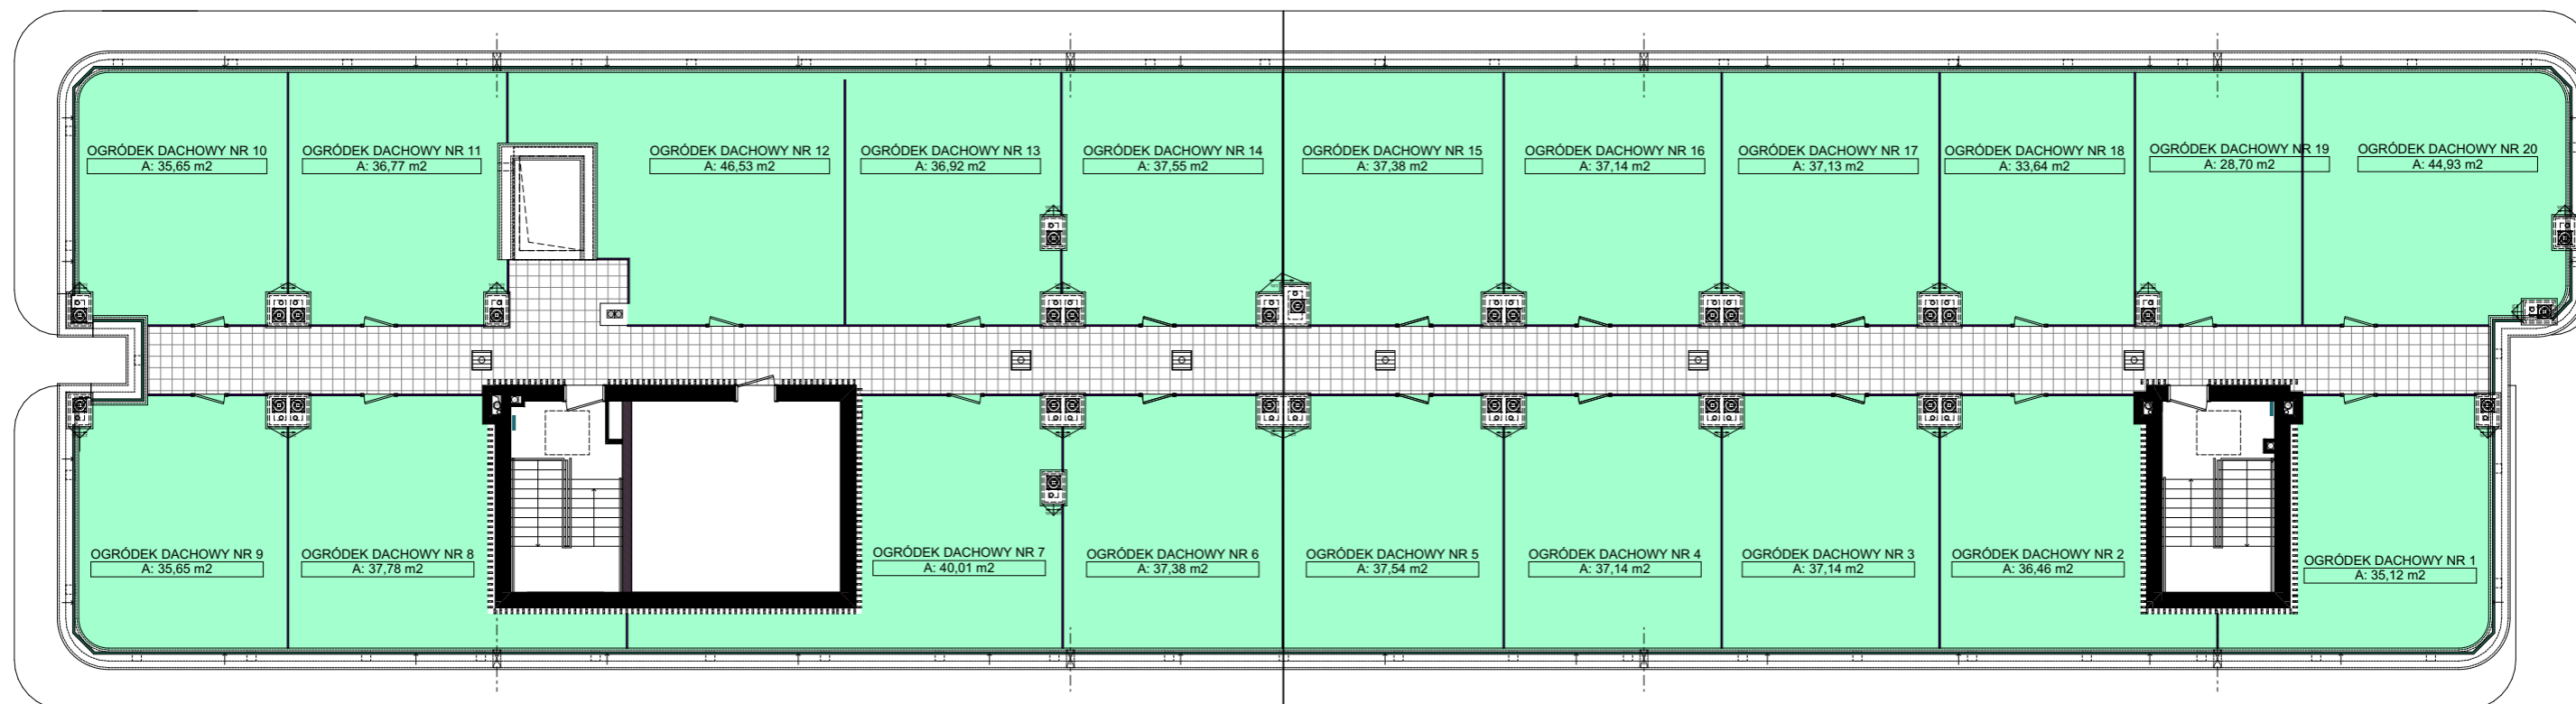 OGRÓDEK DACHOWY NR 10
A: 35,65 m2
OGRÓDEK DACHOWY NR 11
A: 36,77 m2
OGRÓDEK DACHOWY NR 12
A: 46,53 m2
OGRÓDEK DACHOWY NR 13
A: 36,92 m2
OGRÓDEK DACHOWY NR 14
A: 37,55 m2
OGRÓDEK DACHOWY NR 15
A: 37,38 m2
OGRÓDEK DACHOWY NR 16
A: 37,14 m2
OGRÓDEK DACHOWY NR 17
A: 37,13 m2
OGRÓDEK DACHOWY NR 18
A: 33,64 m2
OGRÓDEK DACHOWY NR 19
A: 28,70 m2
OGRÓDEK DACHOWY NR 20
A: 44,93 m2
OGRÓDEK DACHOWY NR 9
A: 35,65 m2
OGRÓDEK DACHOWY NR 8
A: 37,78 m2
OGRÓDEK DACHOWY NR 7
A: 40,01 m2
OGRÓDEK DACHOWY NR 6
A: 37,38 m2
OGRÓDEK DACHOWY NR 5
A: 37,54 m2
OGRÓDEK DACHOWY NR 4
A: 37,14 m2
OGRÓDEK DACHOWY NR 3
A: 37,14 m2
OGRÓDEK DACHOWY NR 2
A: 36,46 m2
OGRÓDEK DACHOWY NR 1
A: 35,12 m2